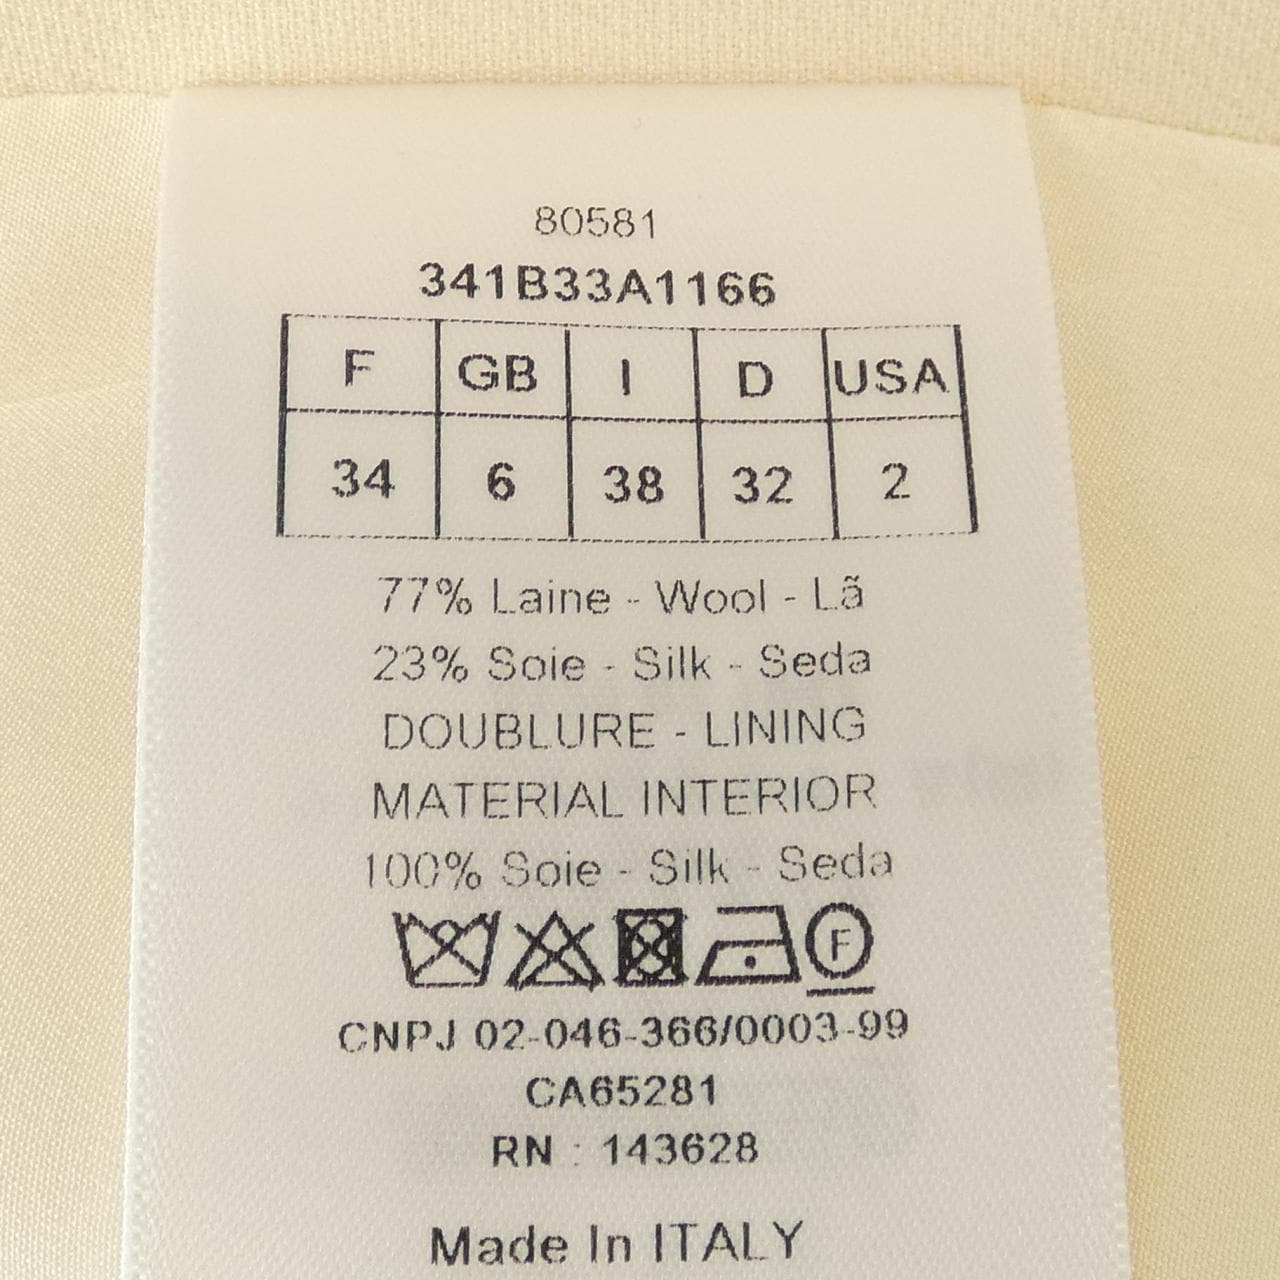 80581
341B33A1166
F GB I D USA
34 6 38 32 2
77% Laine - Wool - Lã
23% Soie - Silk - Seda
DOUBLURE - LINING
MATERIAL INTERIOR
100% Soie - Silk - Seda
F
CNPJ 02-046-366/0003-99
CA65281
RN : 143628
Made In ITALY